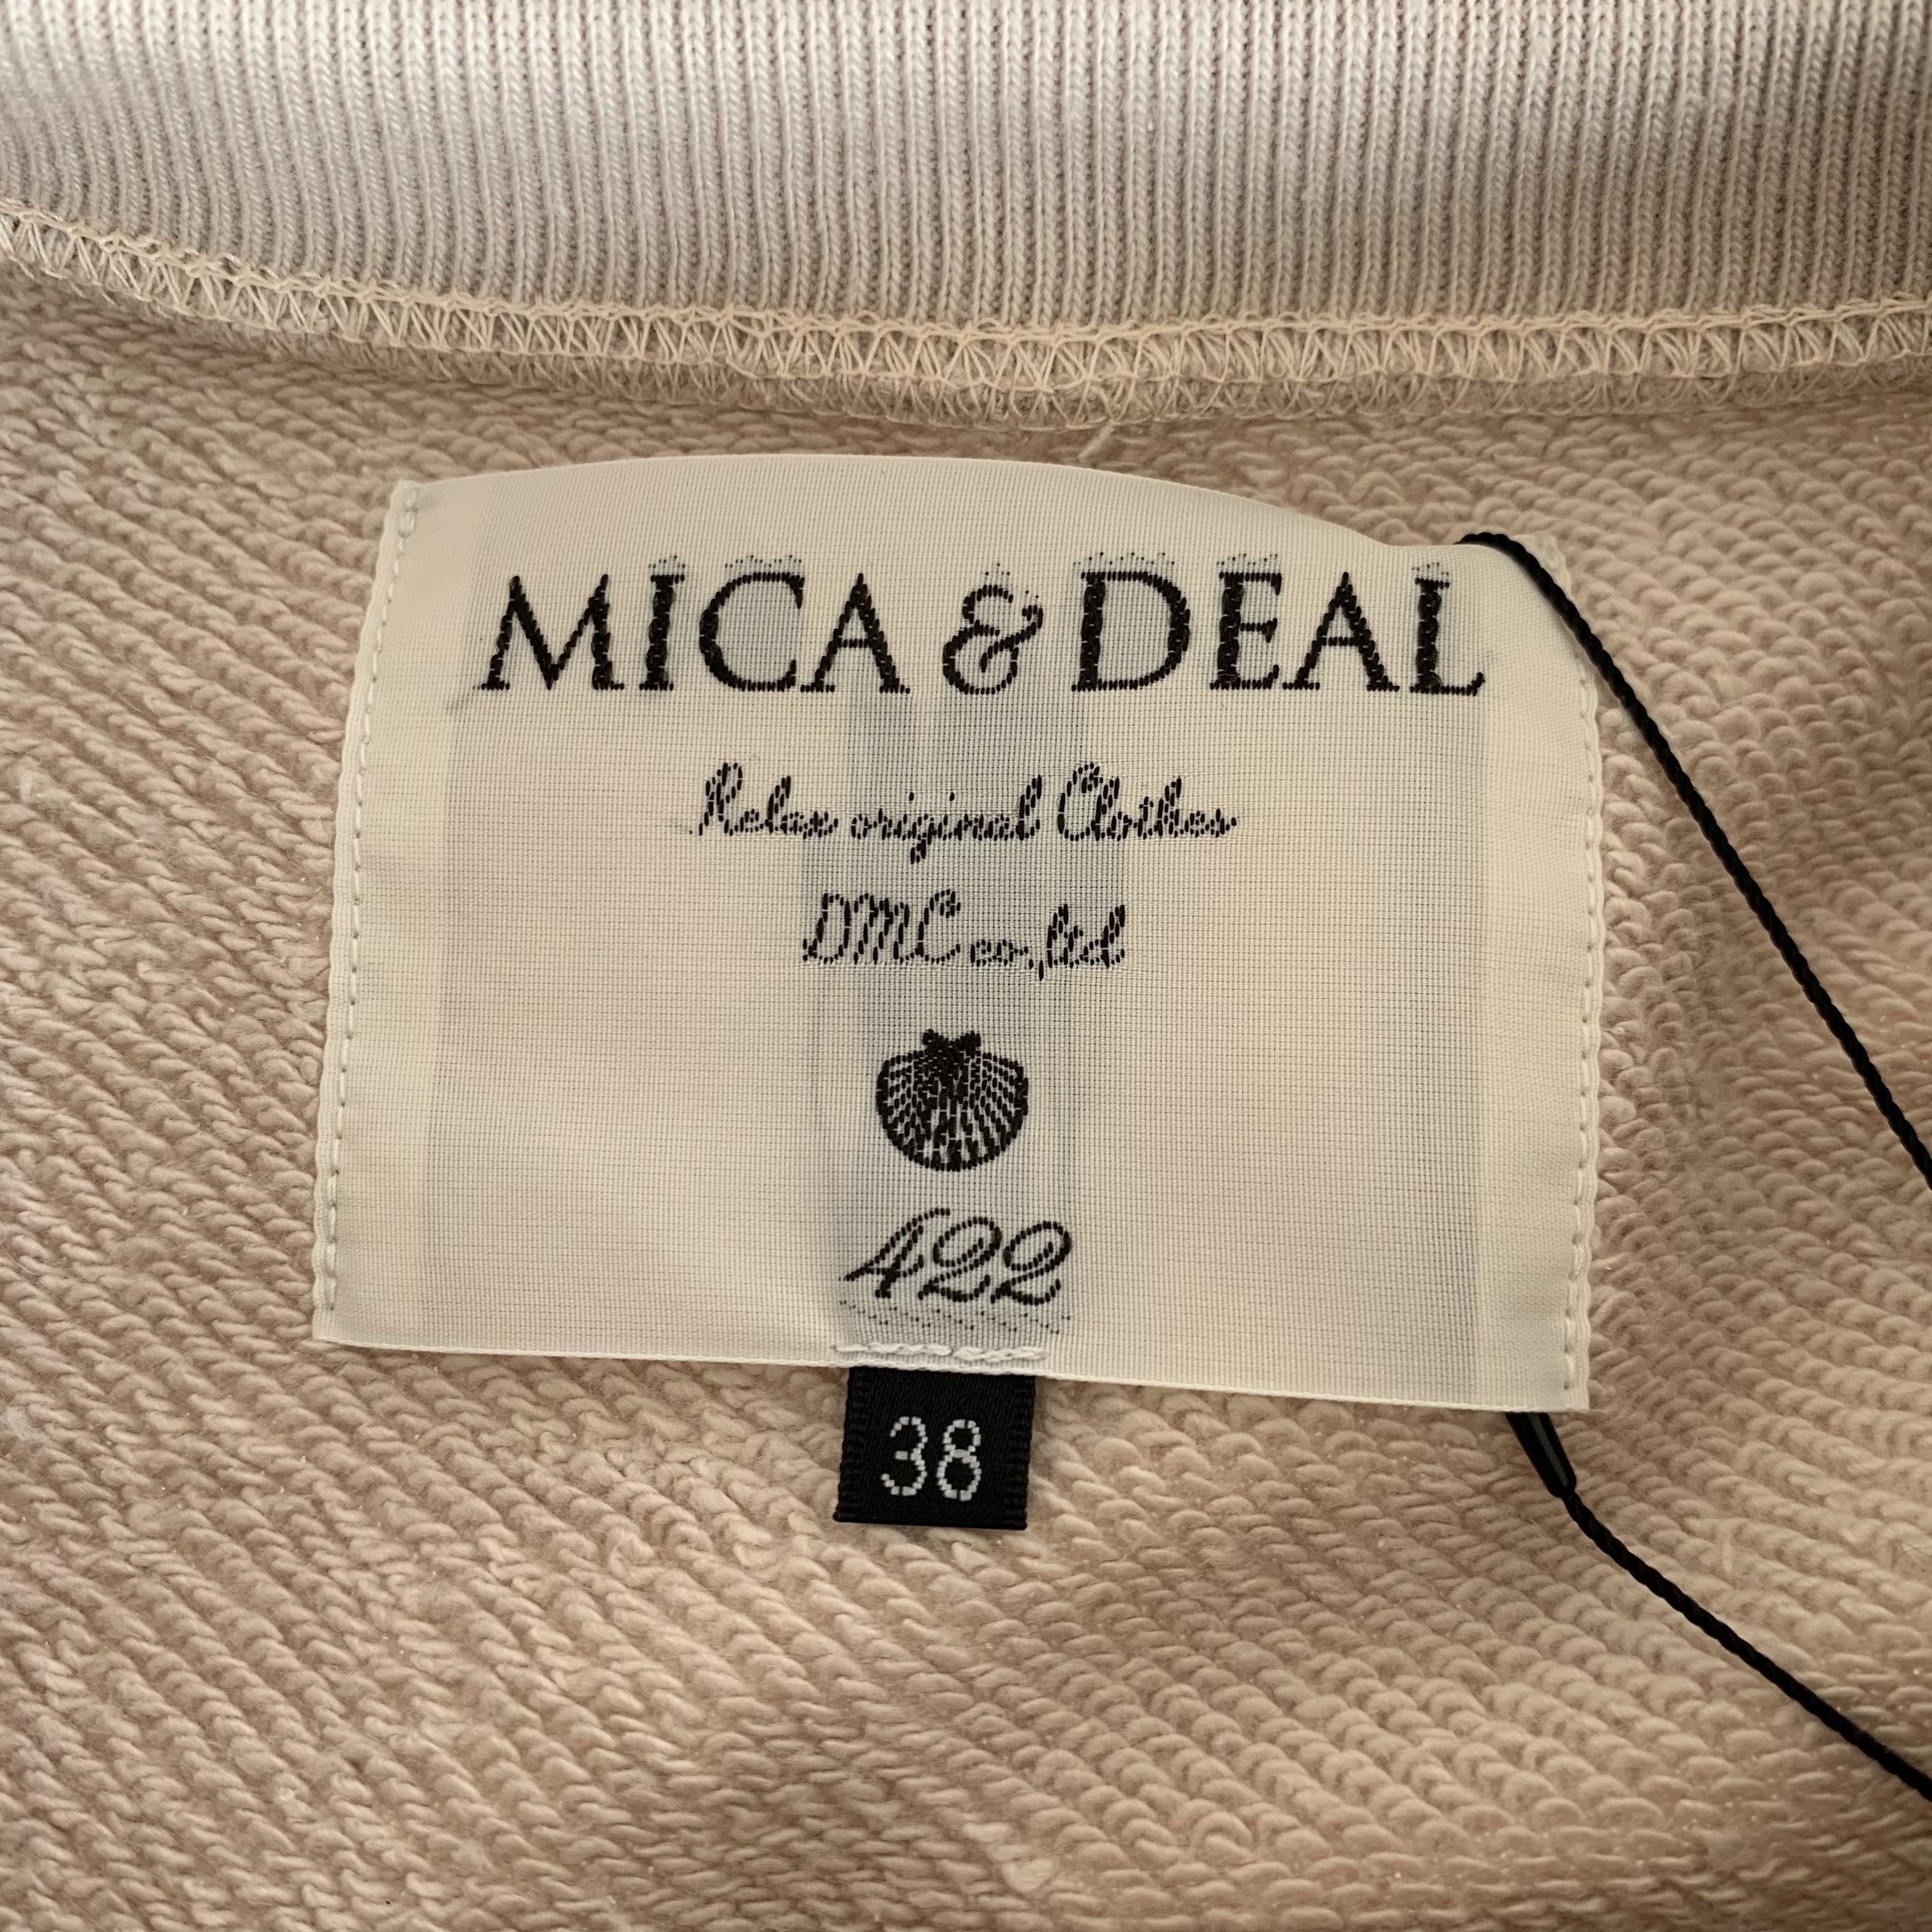 MICA & DEAL
Relax original Clothes
DMC co.,ltd
422
38